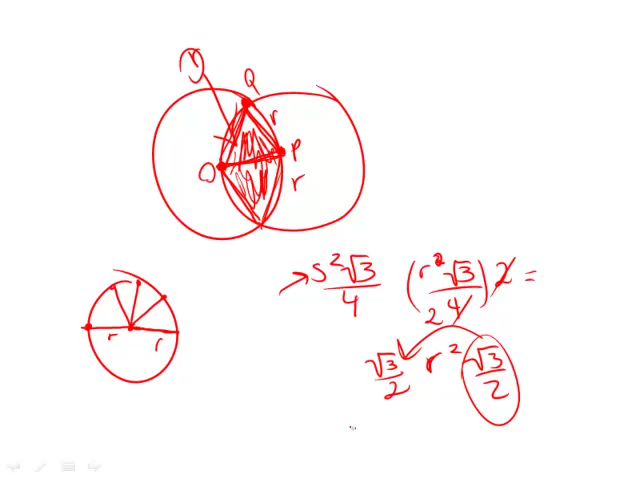 r
Q
r
O
P
r
→ s²√3/4 (r²√3/4)2 =
2
√3/2 r² √3/2
r r